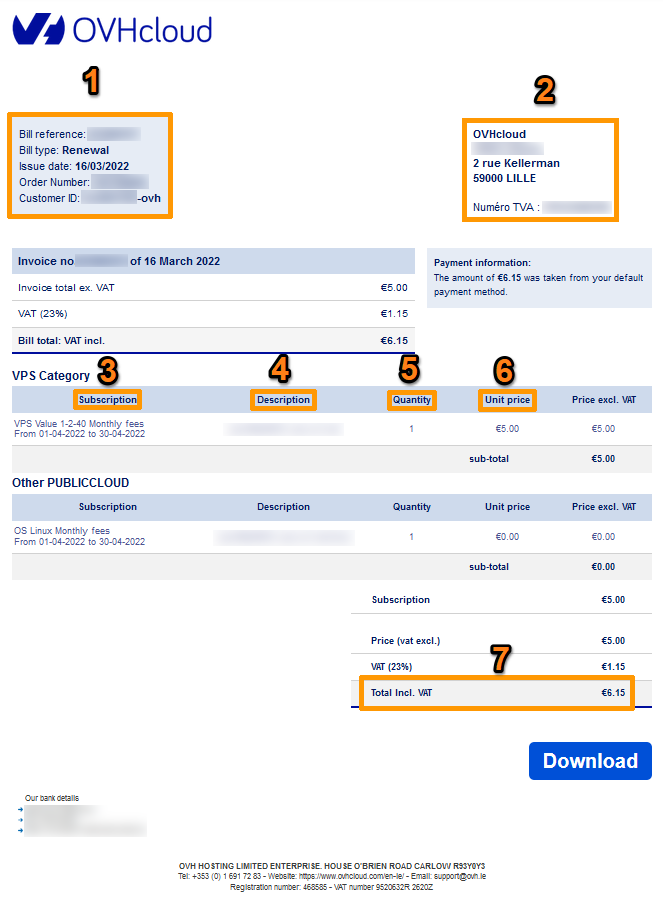 OVHcloud
1
2
Bill reference:
Bill type: Renewal
Issue date: 16/03/2022
Order Number:
Customer ID: -ovh
OVHcloud
2 rue Kellerman
59000 LILLE
Numéro TVA :
Invoice no of 16 March 2022
Invoice total ex. VAT €5.00
VAT (23%) €1.15
Bill total: VAT incl. €6.15
Payment information:
The amount of €6.15 was taken from your default
payment method.
3 4 5 6
VPS Category
Subscription Description Quantity Unit price Price excl. VAT
VPS Value 1-2-40 Monthly fees
From 01-04-2022 to 30-04-2022 1 €5.00 €5.00
sub-total €5.00
Other PUBLICCLOUD
Subscription Description Quantity Unit price Price excl. VAT
OS Linux Monthly fees
From 01-04-2022 to 30-04-2022 1 €0.00 €0.00
sub-total €0.00
Subscription €5.00
Price (vat excl.) €5.00
7
VAT (23%) €1.15
Total Incl. VAT €6.15
Download
Our bank details
OVH HOSTING LIMITED ENTERPRISE. HOUSE O'BRIEN ROAD CARLOW R93Y0Y3
Tel: +353 (0) 1 691 72 83 - Website: https://www.ovhcloud.com/en-ie/ - Email: support@ovh.ie
Registration number: 468585 - VAT number 9520632R 2620Z